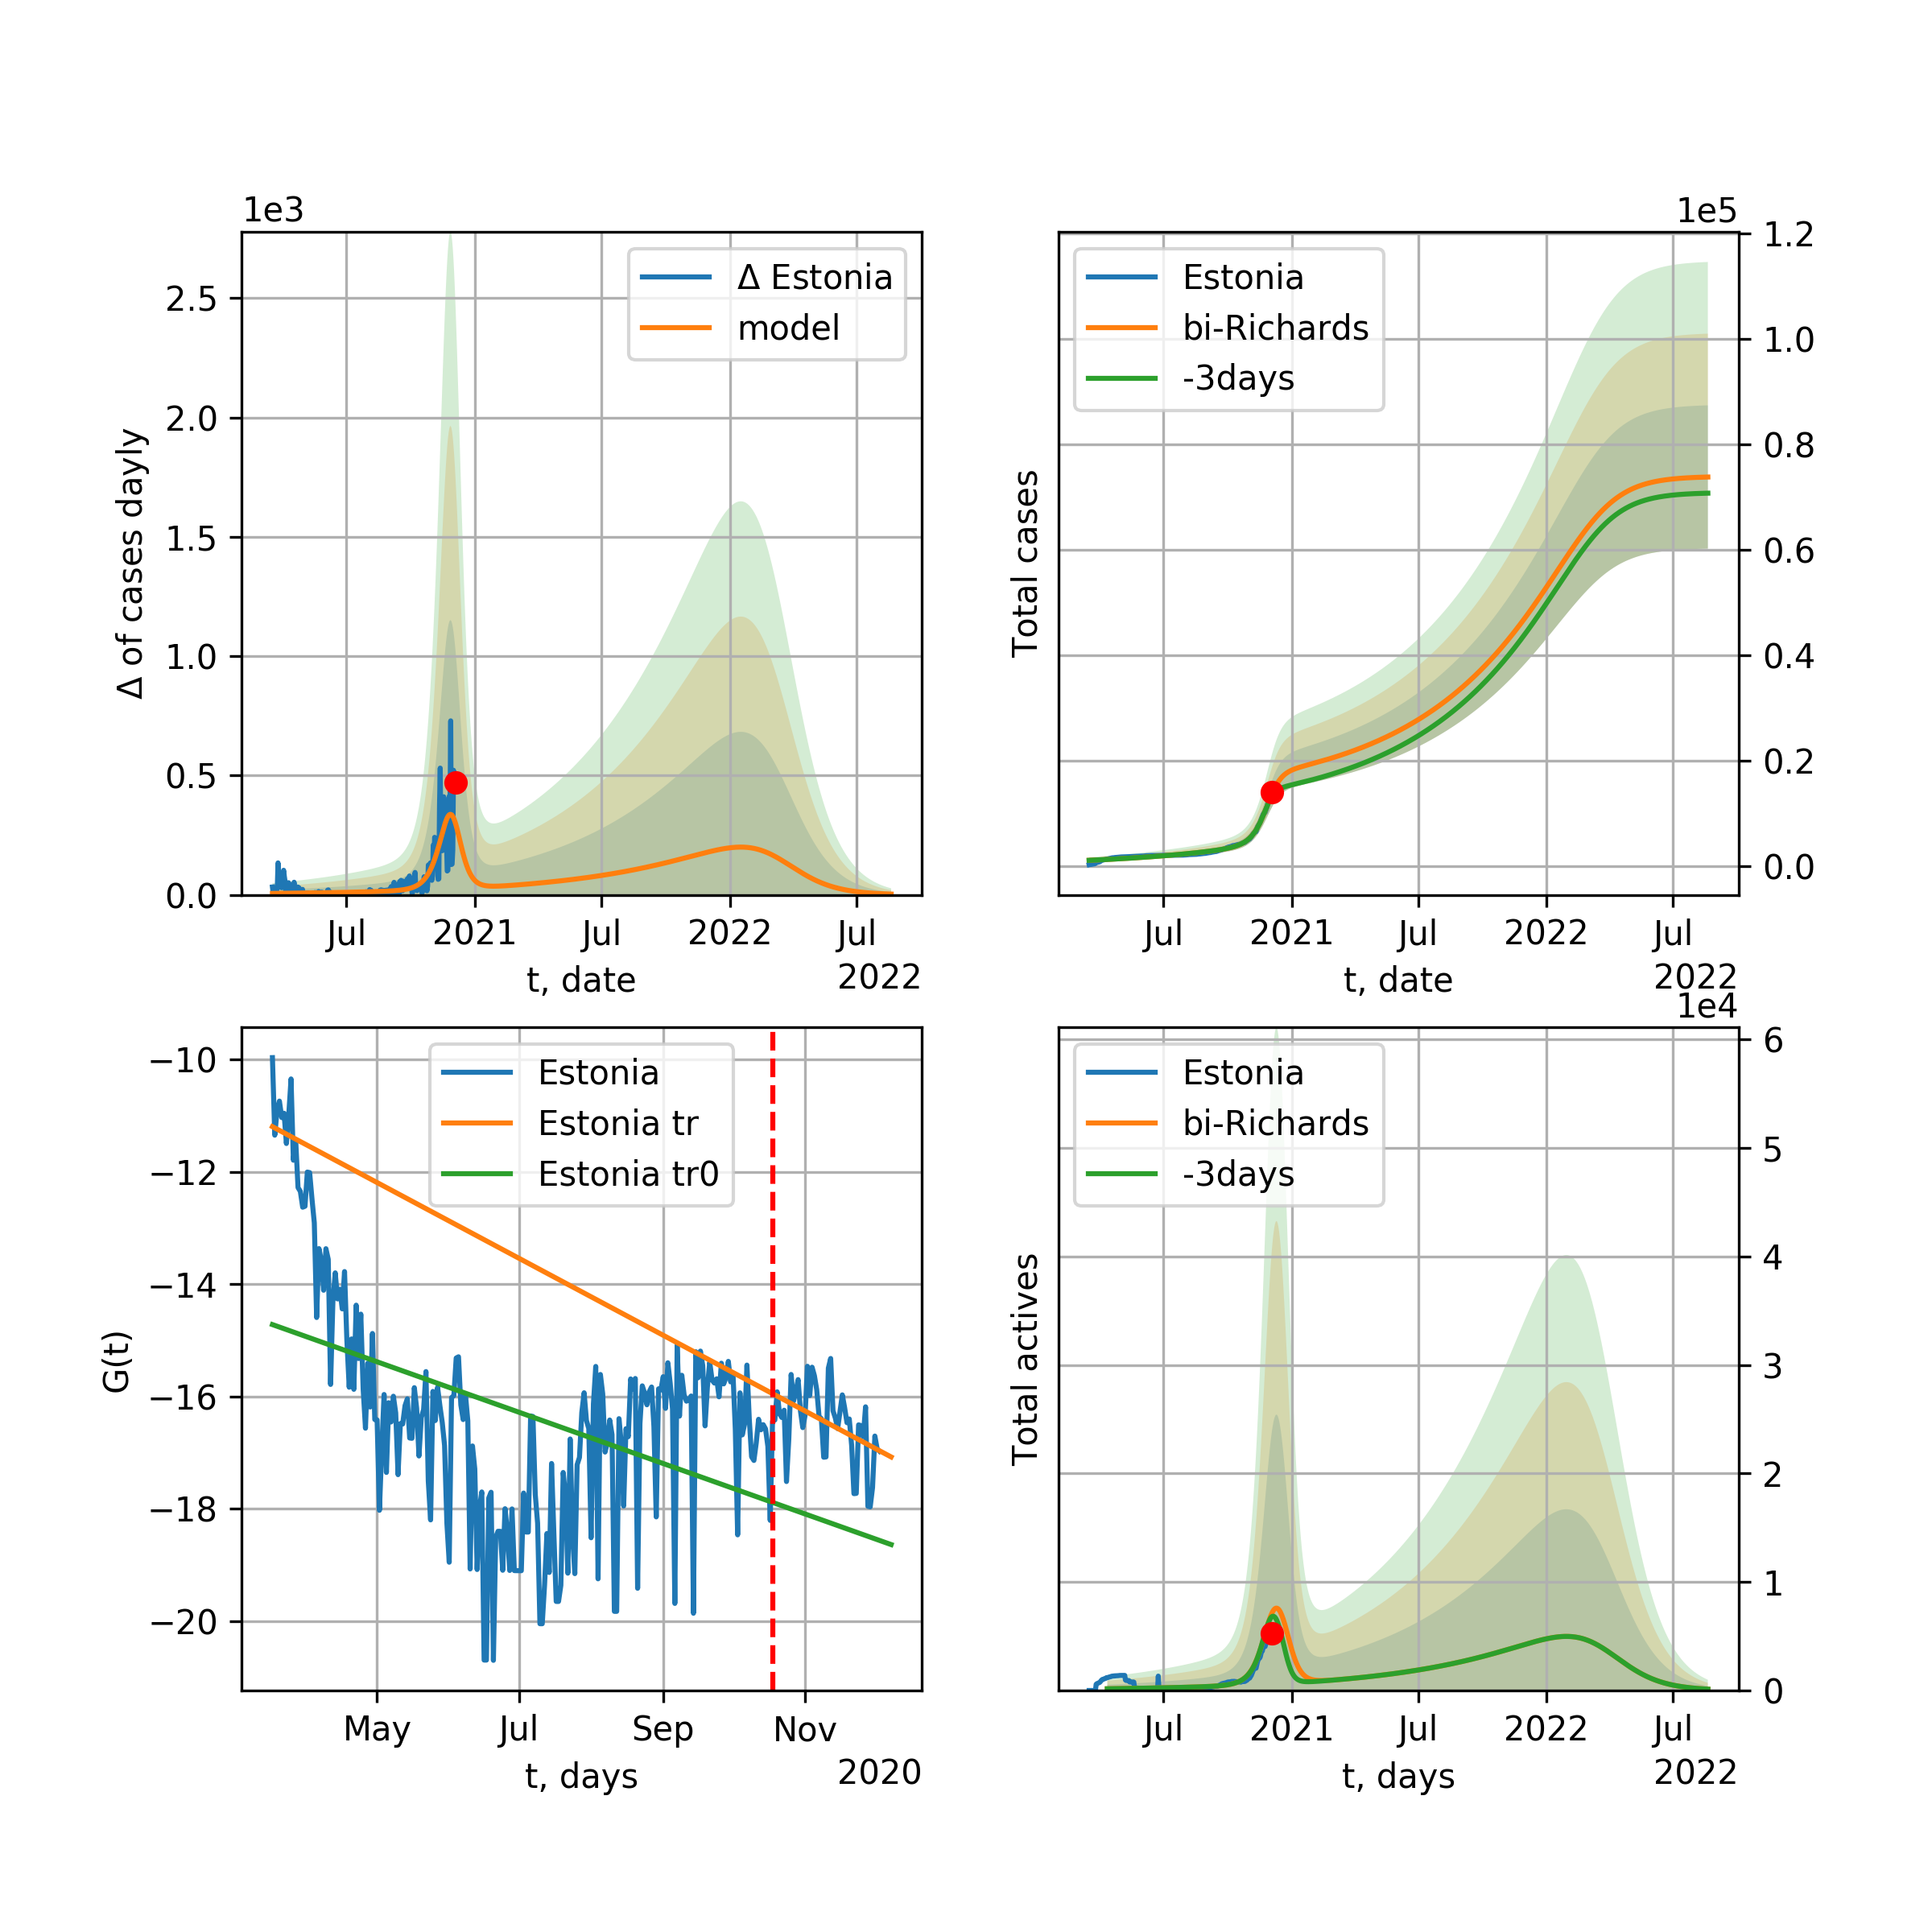 1e3
Δ of cases dayly
2.5
2.0
1.5
1.0
0.5
0.0
Δ Estonia
model
Jul
2021
Jul
2022
Jul
2022
t, date
1e5
Total cases
Estonia
bi-Richards
-3days
1.2
1.0
0.8
0.6
0.4
0.2
0.0
Jul
2021
Jul
2022
Jul
2022
t, date
G(t)
−10
−12
−14
−16
−18
−20
Estonia
Estonia tr
Estonia tr0
May
Jul
Sep
Nov
2020
t, days
1e4
Total actives
Estonia
bi-Richards
-3days
6
5
4
3
2
1
0
Jul
2021
Jul
2022
Jul
2022
t, days